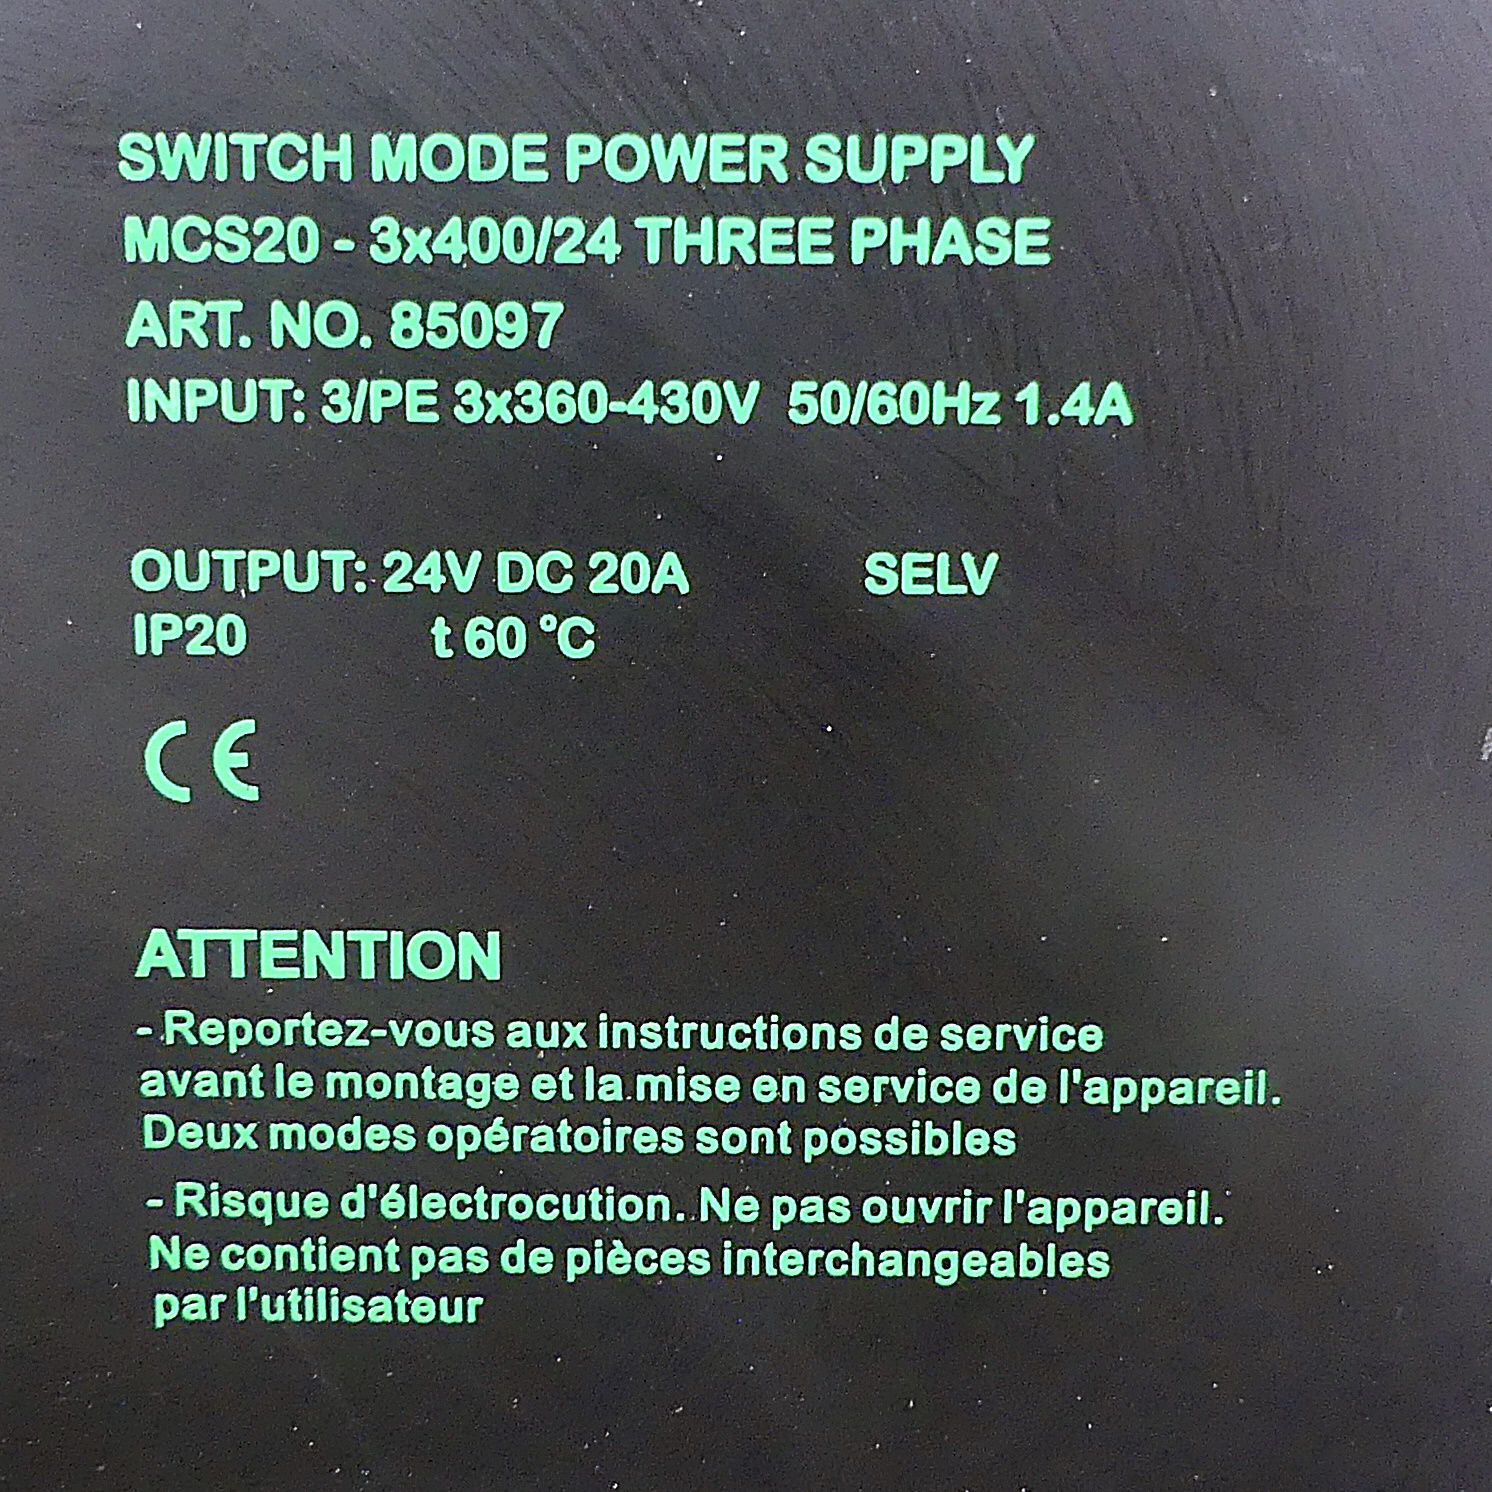 SWITCH MODE POWER SUPPLY
MCS20 - 3x400/24 THREE PHASE
ART. NO. 85097
INPUT: 3/PE 3x360-430V 50/60Hz 1.4A
OUTPUT: 24V DC 20A SELV
IP20 t 60 °C
CE
ATTENTION
- Reportez-vous aux instructions de service
avant le montage et la mise en service de l'appareil.
Deux modes opératoires sont possibles
- Risque d'électrocution. Ne pas ouvrir l'appareil.
Ne contient pas de pièces interchangeables
par l'utilisateur